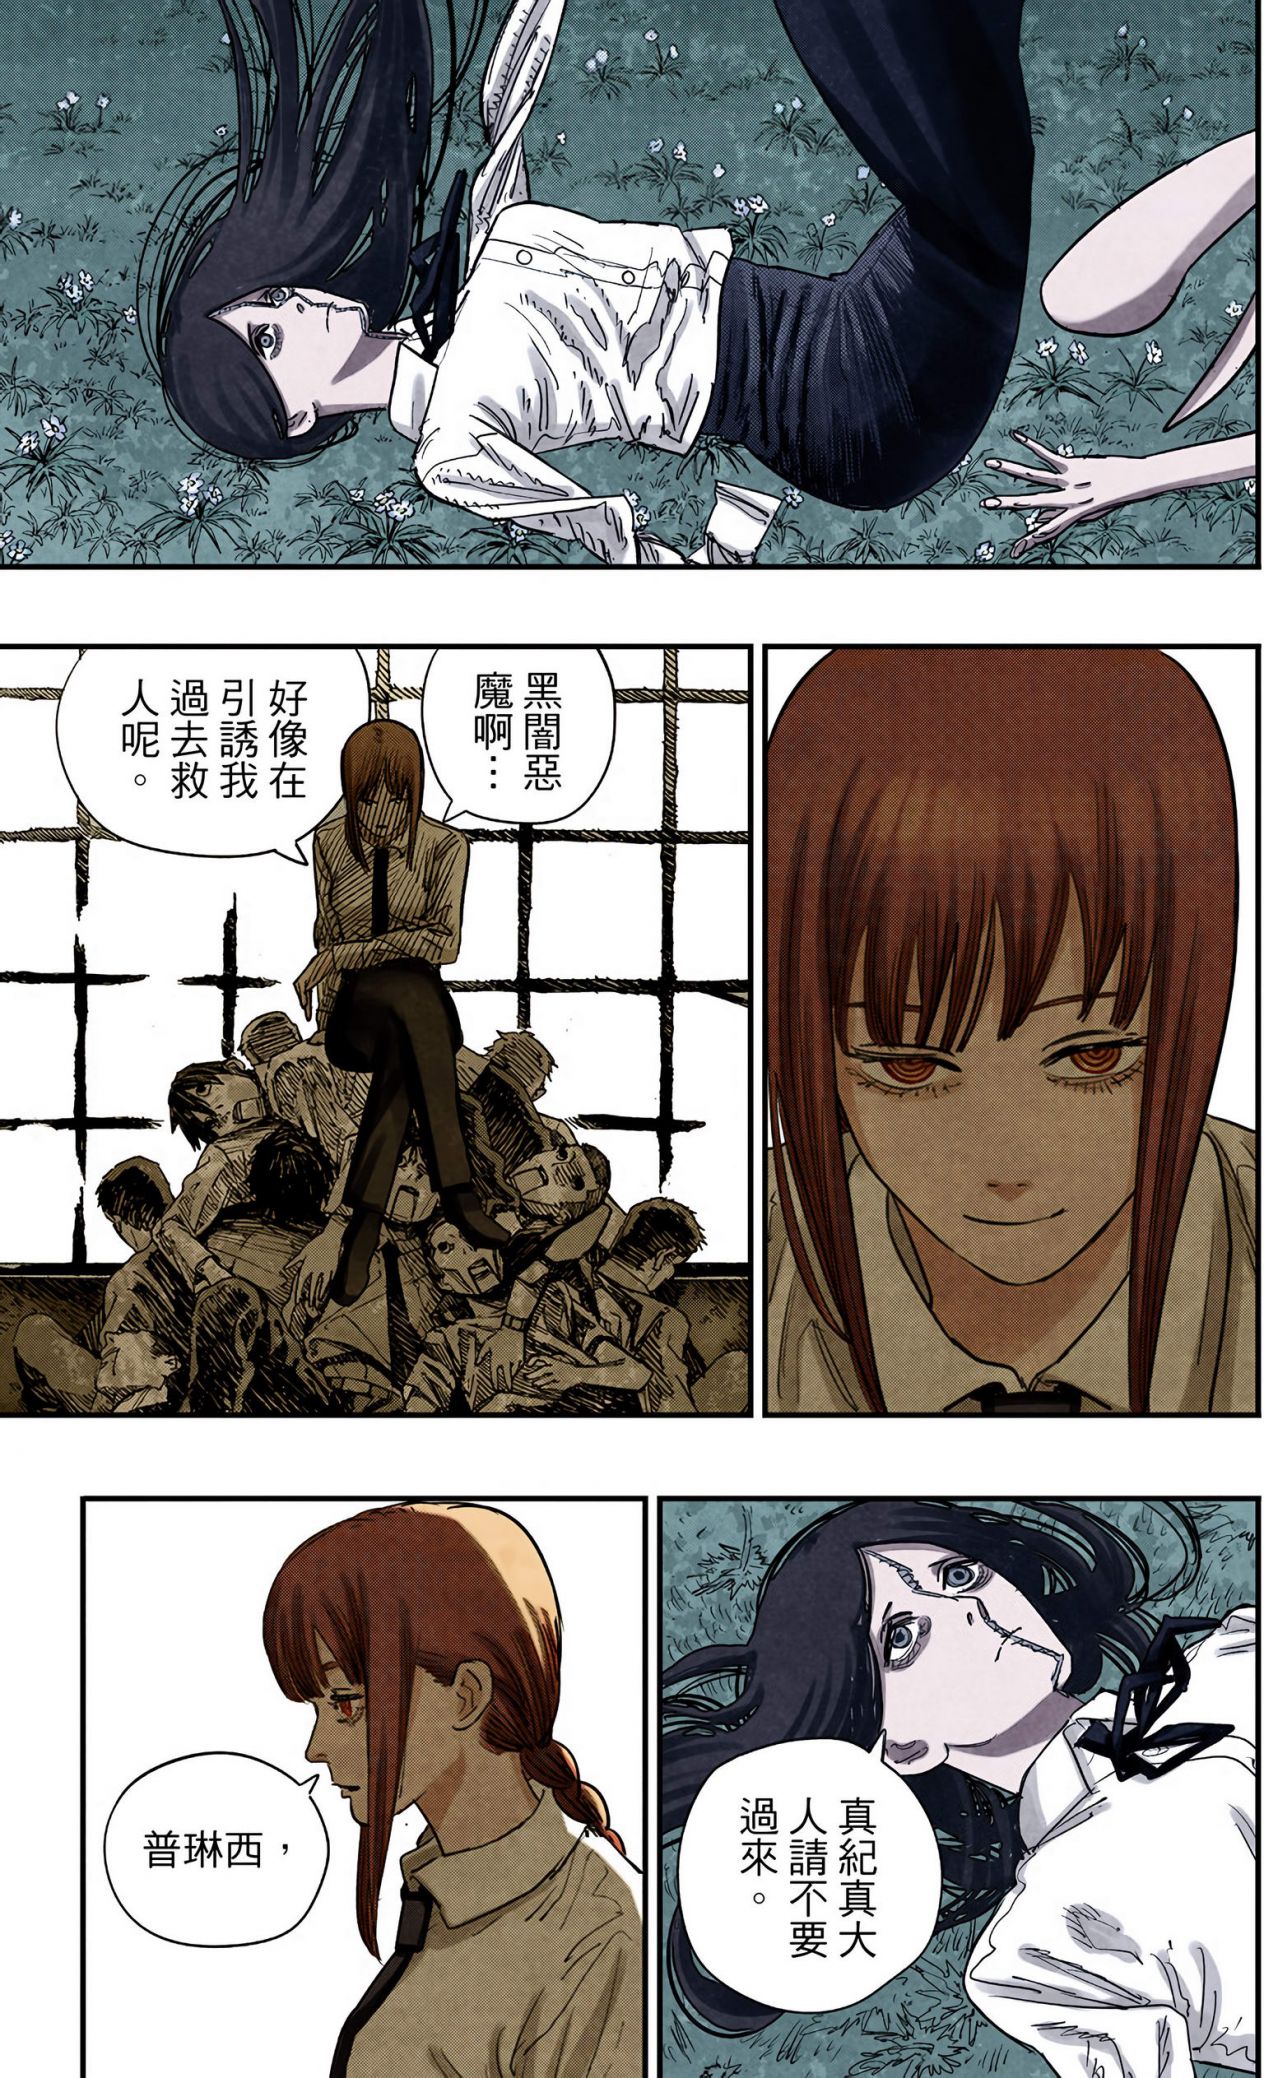 黑闇惡
魔啊…
好像在
引誘我
過去救
人呢。
真紀真大
人請不要
過來。
普琳西，